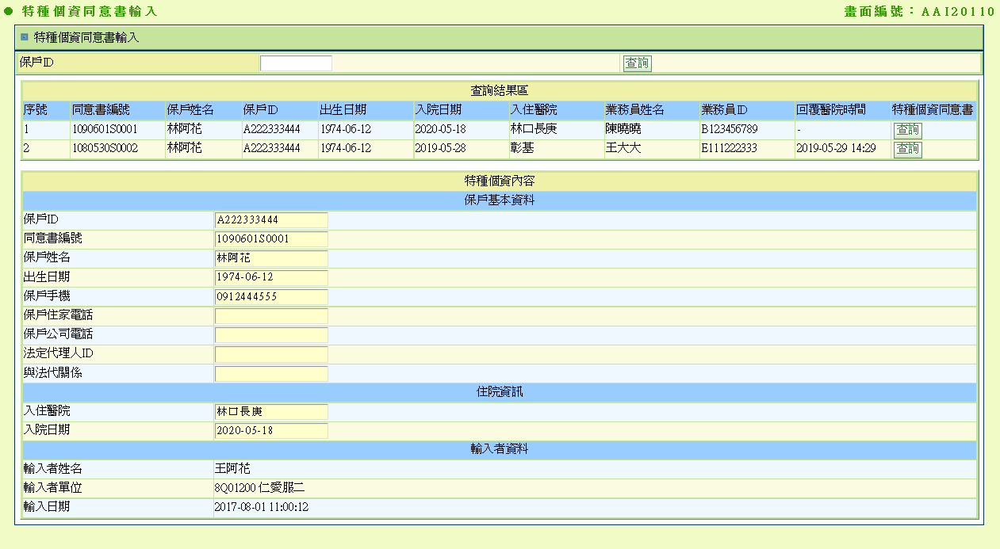 特種個資同意書輸入 畫面編號：AAI20110
特種個資同意書輸入
保戶ID 查詢
查詢結果區
序號 同意書編號 保戶姓名 保戶ID 出生日期 入院日期 入住醫院 業務員姓名 業務員ID 回覆醫院時間 特種個資同意書
1 1090601S0001 林阿花 A222333444 1974-06-12 2020-05-18 林口長庚 陳曉曉 B123456789 - 查詢
2 1080530S0002 林阿花 A222333444 1974-06-12 2019-05-28 彰基 王大大 E111222333 2019-05-29 14:29 查詢
特種個資內容
保戶基本資料
保戶ID A222333444
同意書編號 1090601S0001
保戶姓名 林阿花
出生日期 1974-06-12
保戶手機 0912444555
保戶住家電話
保戶公司電話
法定代理人ID
與法代關係
住院資訊
入住醫院 林口長庚
入院日期 2020-05-18
輸入者資料
輸入者姓名 王阿花
輸入者單位 8Q01200 仁愛服二
輸入日期 2017-08-01 11:00:12